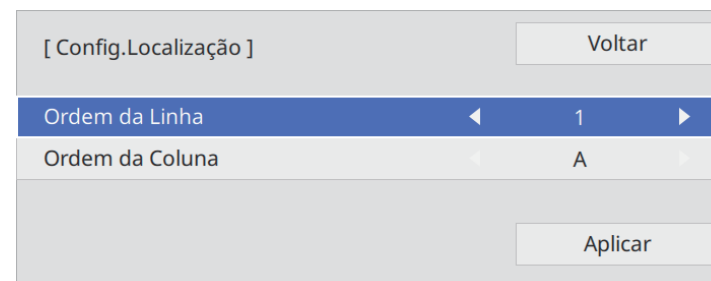 [ Config.Localização ]
Voltar
Ordem da Linha 1
Ordem da Coluna A
Aplicar